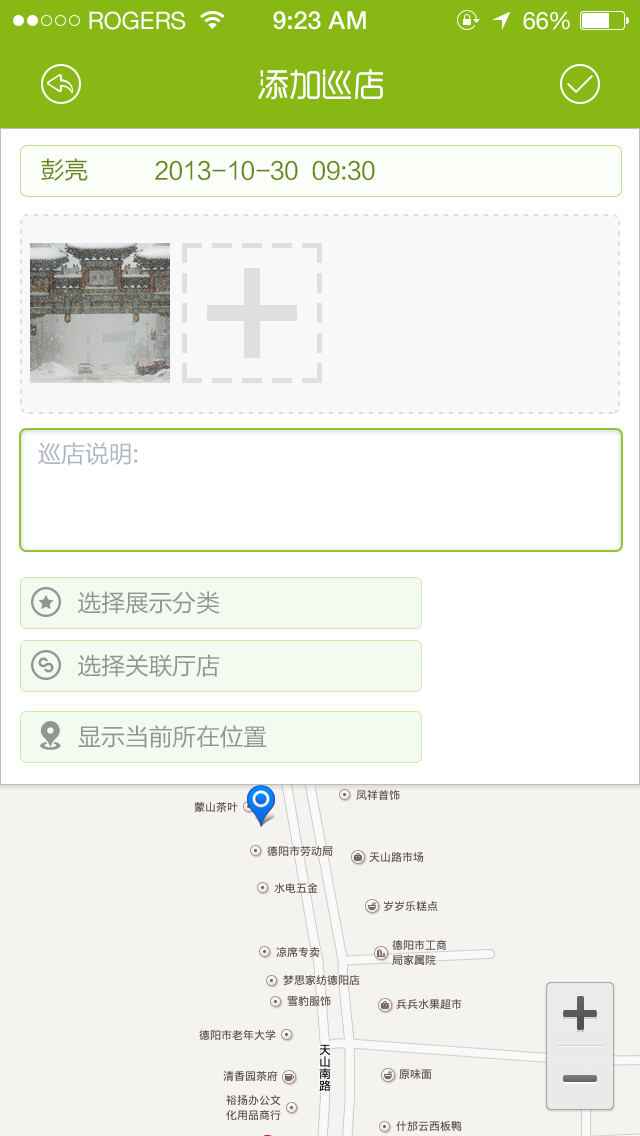 ROGERS 9:23 AM 66%
添加巡店
彭亮 2013-10-30 09:30
巡店说明:
选择展示分类
选择关联厅店
显示当前所在位置
凤祥首饰
蒙山茶叶
德阳市劳动局
天山路市场
水电五金
岁岁乐糕点
德阳市工商
局家属院
凉席专卖
梦思家纺德阳店
雪豹服饰
兵兵水果超市
德阳市老年大学
天山南路
清香园茶府
原味面
裕扬办公文
化用品商行
什邡云西板鸭